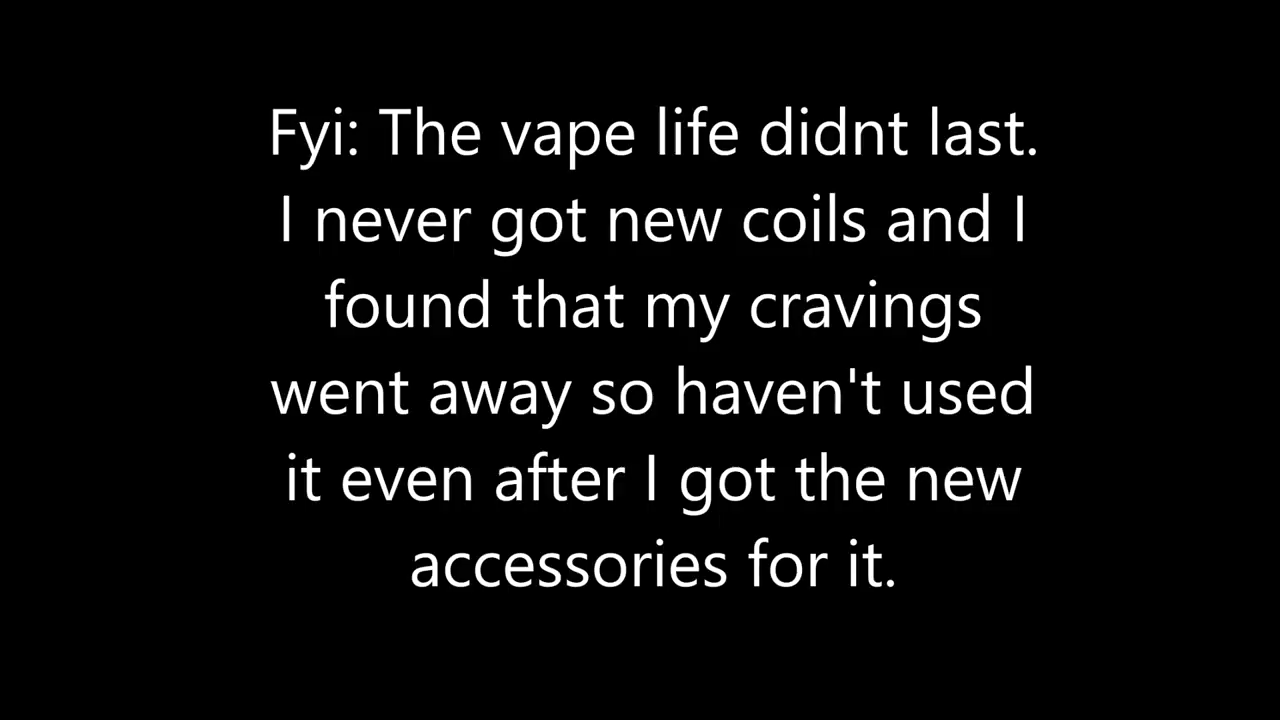 Fyi: The vape life didnt last.
I never got new coils and I
found that my cravings
went away so haven't used
it even after I got the new
accessories for it.